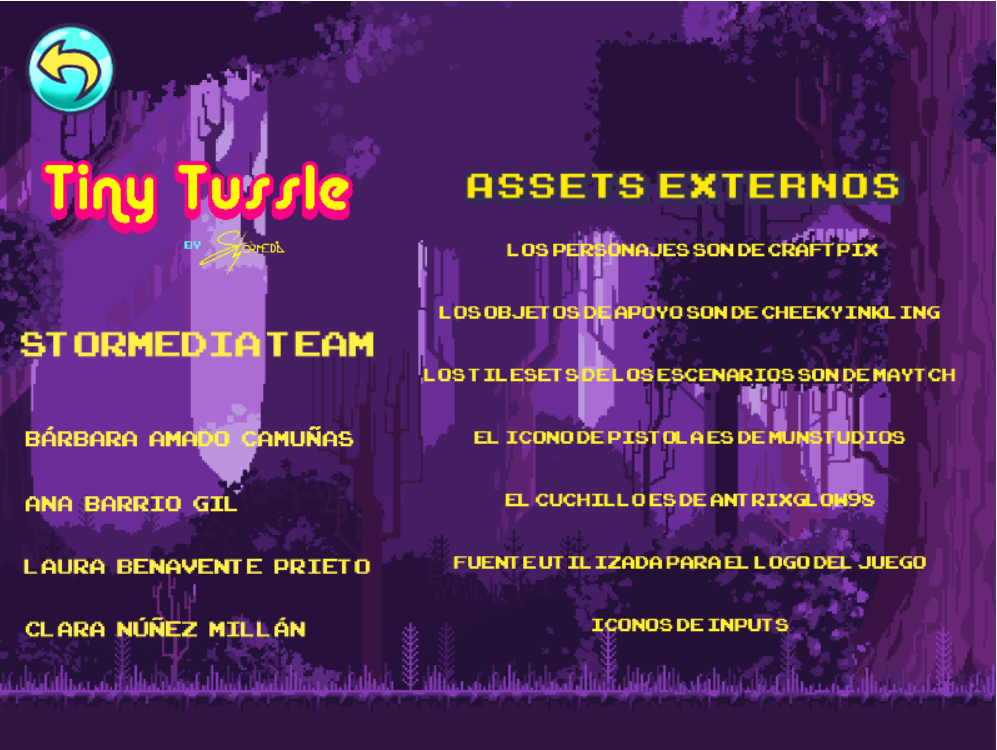 Tiny Tussle
BY Stormedia
STORMEDIA TEAM
BÁRBARA AMADO CAMUÑAS
ANA BARRIO GIL
LAURA BENAVENTE PRIETO
CLARA NÚÑEZ MILLÁN
ASSETS EXTERNOS
LOS PERSONAJES SON DE CRAFTPIX
LOS OBJETOS DE APOYO SON DE CHEEKYINKLING
LOS TILESETS DE LOS ESCENARIOS SON DE MAYTCH
EL ICONO DE PISTOLA ES DE MUNSTUDIOS
EL CUCHILLO ES DE ANTRIXGLOW98
FUENTE UTILIZADA PARA EL LOGO DEL JUEGO
ICONOS DE INPUTS